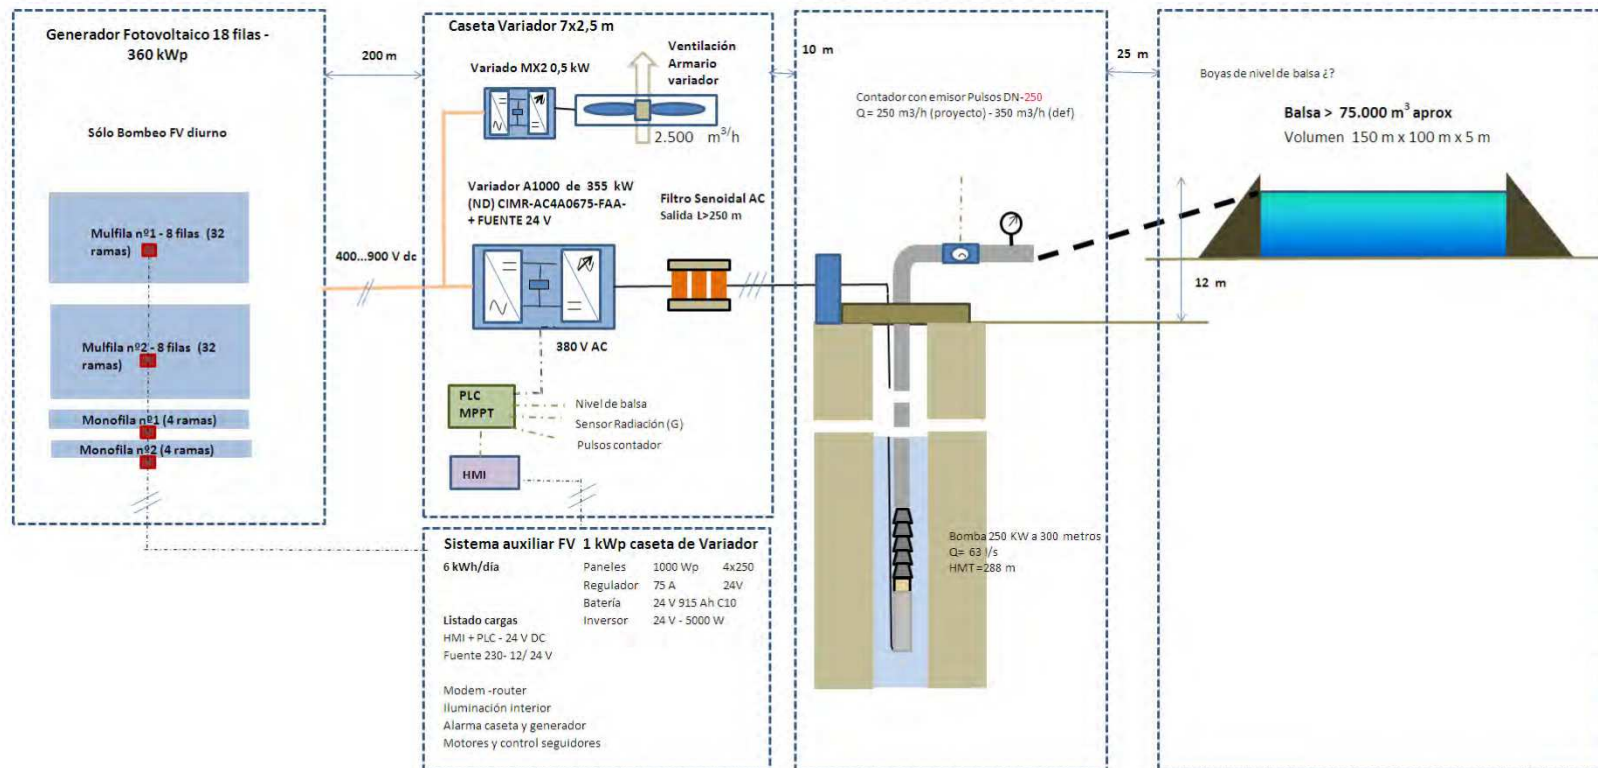 Generador Fotovoltaico 18 filas -
360 kWp
Sólo Bombeo FV diurno
Mulfila nº1 - 8 filas (32
ramas)
Mulfila nº2 - 8 filas (32
ramas)
Monofila nº1 (4 ramas)
Monofila nº2 (4 ramas)
200 m
400...900 V dc
Caseta Variador 7x2,5 m
Variado MX2 0,5 kW
Ventilación
Armario
variador
2.500 m³/h
Variador A1000 de 355 kW
(ND) CIMR-AC4A0675-FAA-
+ FUENTE 24 V
Filtro Senoidal AC
Salida L>250 m
380 V AC
PLC
MPPT
Nivel de balsa
Sensor Radiación (G)
Pulsos contador
HMI
Sistema auxiliar FV 1 kWp caseta de Variador
6 kWh/día
Paneles 1000 Wp 4x250
Regulador 75 A 24V
Batería 24 V 915 Ah C10
Inversor 24 V - 5000 W
Listado cargas
HMI + PLC - 24 V DC
Fuente 230- 12/ 24 V
Modem -router
Iluminación interior
Alarma caseta y generador
Motores y control seguidores
10 m
Contador con emisor Pulsos DN-250
Q= 250 m3/h (proyecto) - 350 m3/h (def)
Bomba 250 KW a 300 metros
Q= 63 l/s
HMT =288 m
25 m
Boyas de nivel de balsa ¿?
Balsa > 75.000 m³ aprox
Volumen 150 m x 100 m x 5 m
12 m